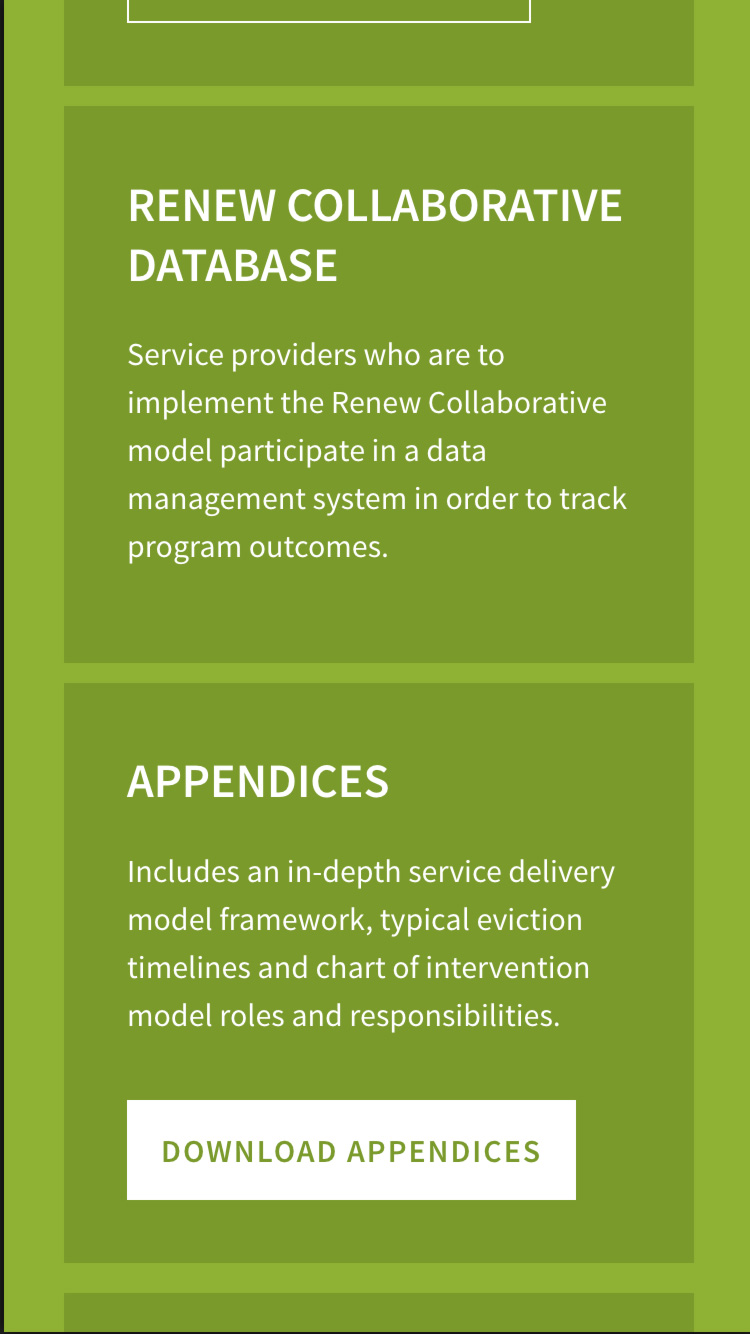 RENEW COLLABORATIVE
DATABASE
Service providers who are to
implement the Renew Collaborative
model participate in a data
management system in order to track
program outcomes.
APPENDICES
Includes an in-depth service delivery
model framework, typical eviction
timelines and chart of intervention
model roles and responsibilities.
DOWNLOAD APPENDICES